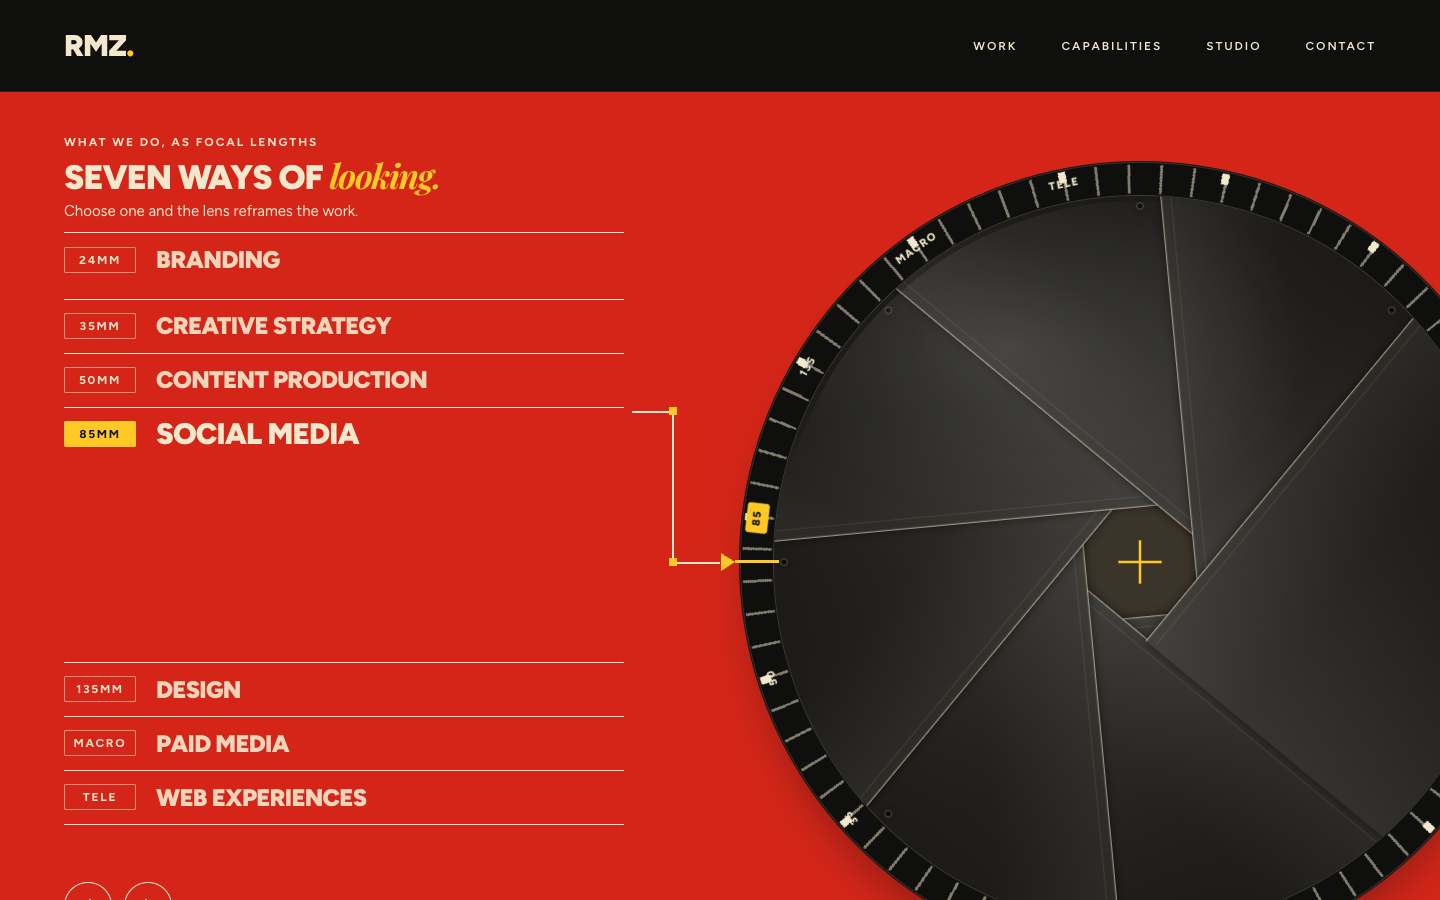 RMZ.
WORK CAPABILITIES STUDIO CONTACT
WHAT WE DO, AS FOCAL LENGTHS
SEVEN WAYS OF looking.
Choose one and the lens reframes the work.
24MM BRANDING
35MM CREATIVE STRATEGY
50MM CONTENT PRODUCTION
85MM SOCIAL MEDIA
135MM DESIGN
MACRO PAID MEDIA
TELE WEB EXPERIENCES
TELE
MACRO
85